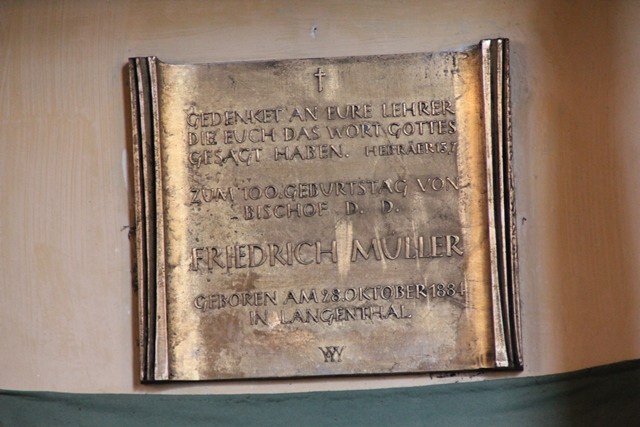 GEDENKET AN EURE LEHRER
DIE EUCH DAS WORT GOTTES
GESAGT HABEN. HEBRÄER 13,7
ZUM 100. GEBURTSTAG VON
BISCHOF D. D.
FRIEDRICH MÜLLER
GEBOREN AM 28. OKTOBER 1884
IN LANGENTHAL